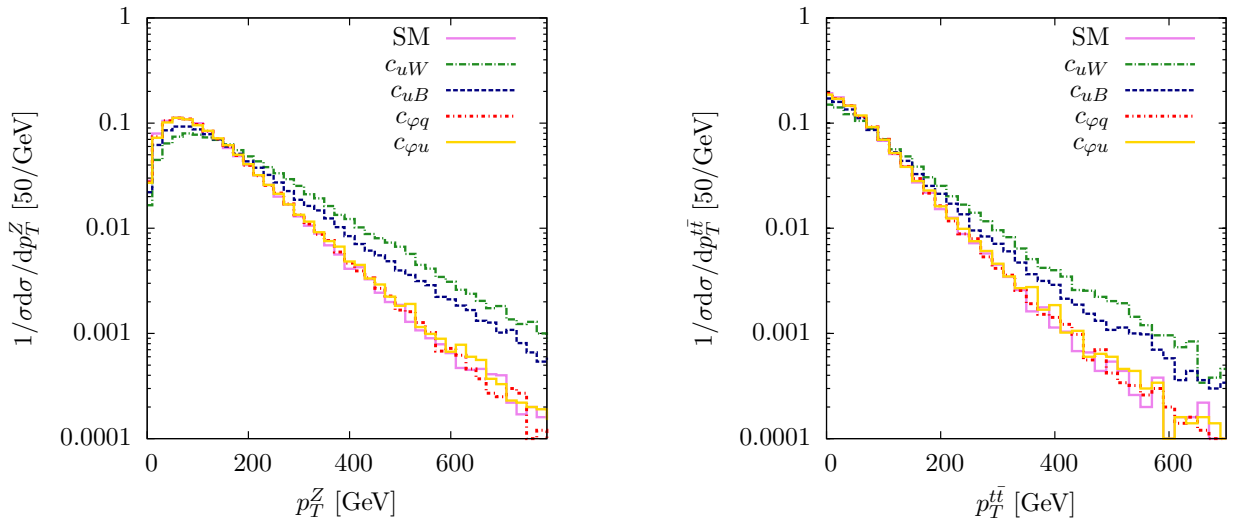 1/σdσ/dp_T^Z [50/GeV]
1
0.1
0.01
0.001
0.0001
SM
c_{uW}
c_{uB}
c_{φq}
c_{φu}
0 200 400 600
p_T^Z [GeV]
1/σdσ/dp_T^{tt̄} [50/GeV]
1
0.1
0.01
0.001
0.0001
SM
c_{uW}
c_{uB}
c_{φq}
c_{φu}
0 200 400 600
p_T^{tt̄} [GeV]